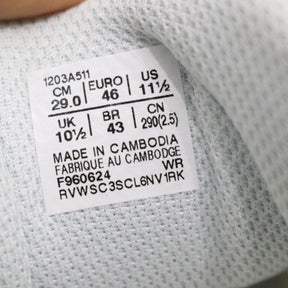 1203A511
CM EURO US
29.0 46 11½
UK BR CN
10½ 43 290(2.5)
MADE IN CAMBODIA
FABRIQUE AU CAMBODGE
F960624 WR
RVWSC3SCL6NV1RK